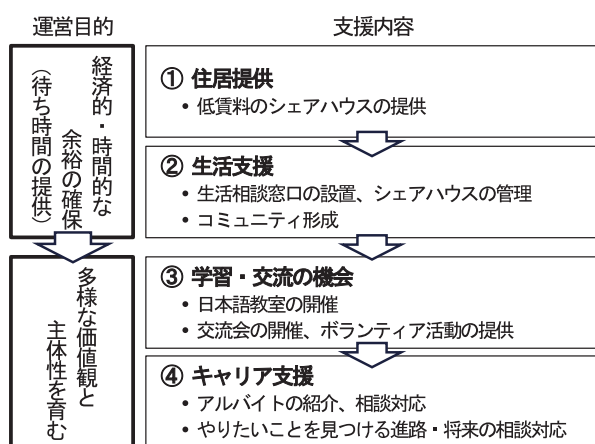 運営目的
支援内容
経済的・時間的な
余裕の確保
（待ち時間の提供）
① 住居提供
• 低賃料のシェアハウスの提供
② 生活支援
• 生活相談窓口の設置、シェアハウスの管理
• コミュニティ形成
多様な価値観と
主体性を育む
③ 学習・交流の機会
• 日本語教室の開催
• 交流会の開催、ボランティア活動の提供
④ キャリア支援
• アルバイトの紹介、相談対応
• やりたいことを見つける進路・将来の相談対応